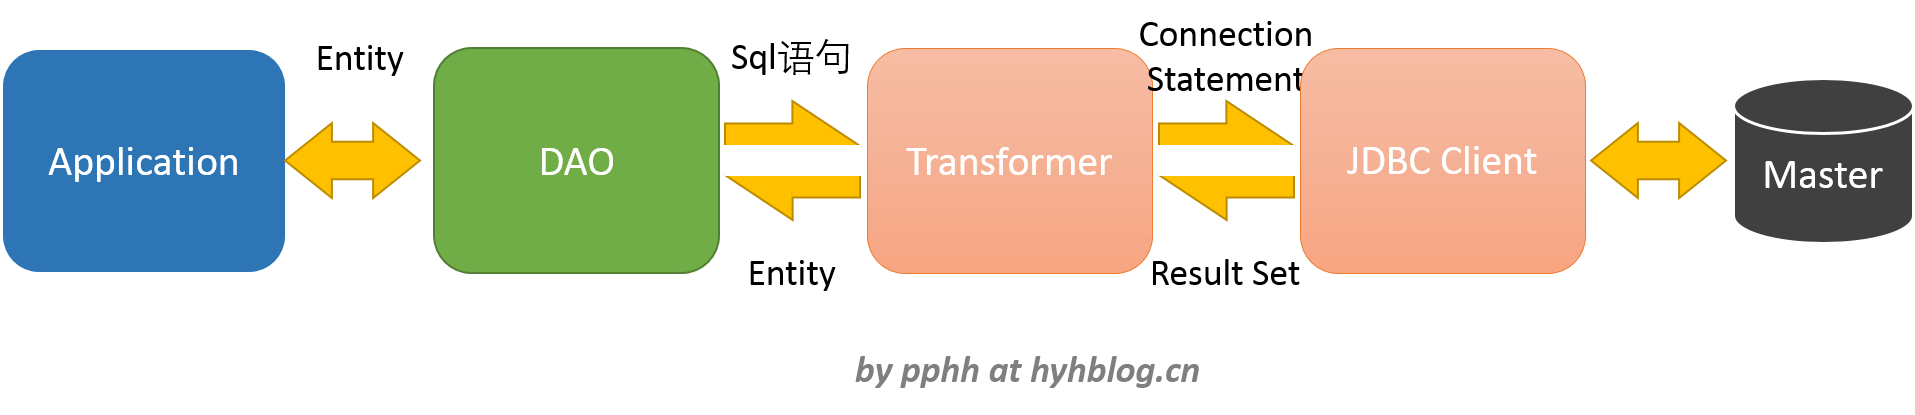 Entity
Sql语句
Connection
Statement
Application
DAO
Transformer
JDBC Client
Master
Entity
Result Set
by pphh at hyhblog.cn